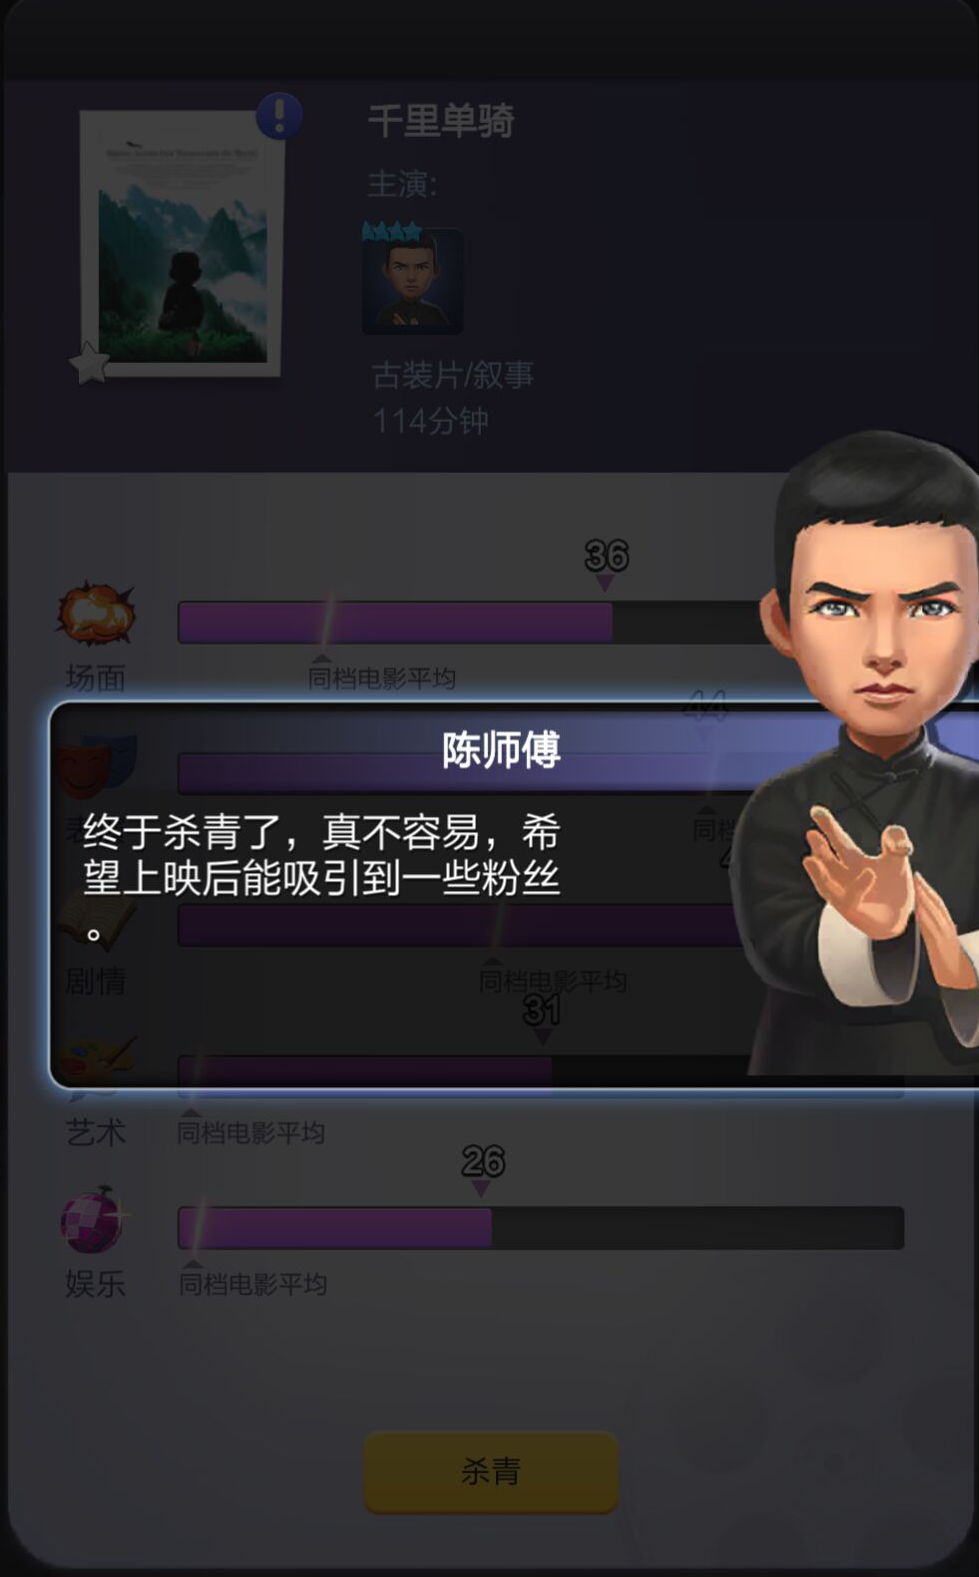 千里单骑
主演:
古装片/叙事
114分钟
36
场面
同档电影平均
44
陈师傅
终于杀青了，真不容易，希
望上映后能吸引到一些粉丝
。
剧情
同档电影平均
31
艺术
同档电影平均
26
娱乐
同档电影平均
杀青